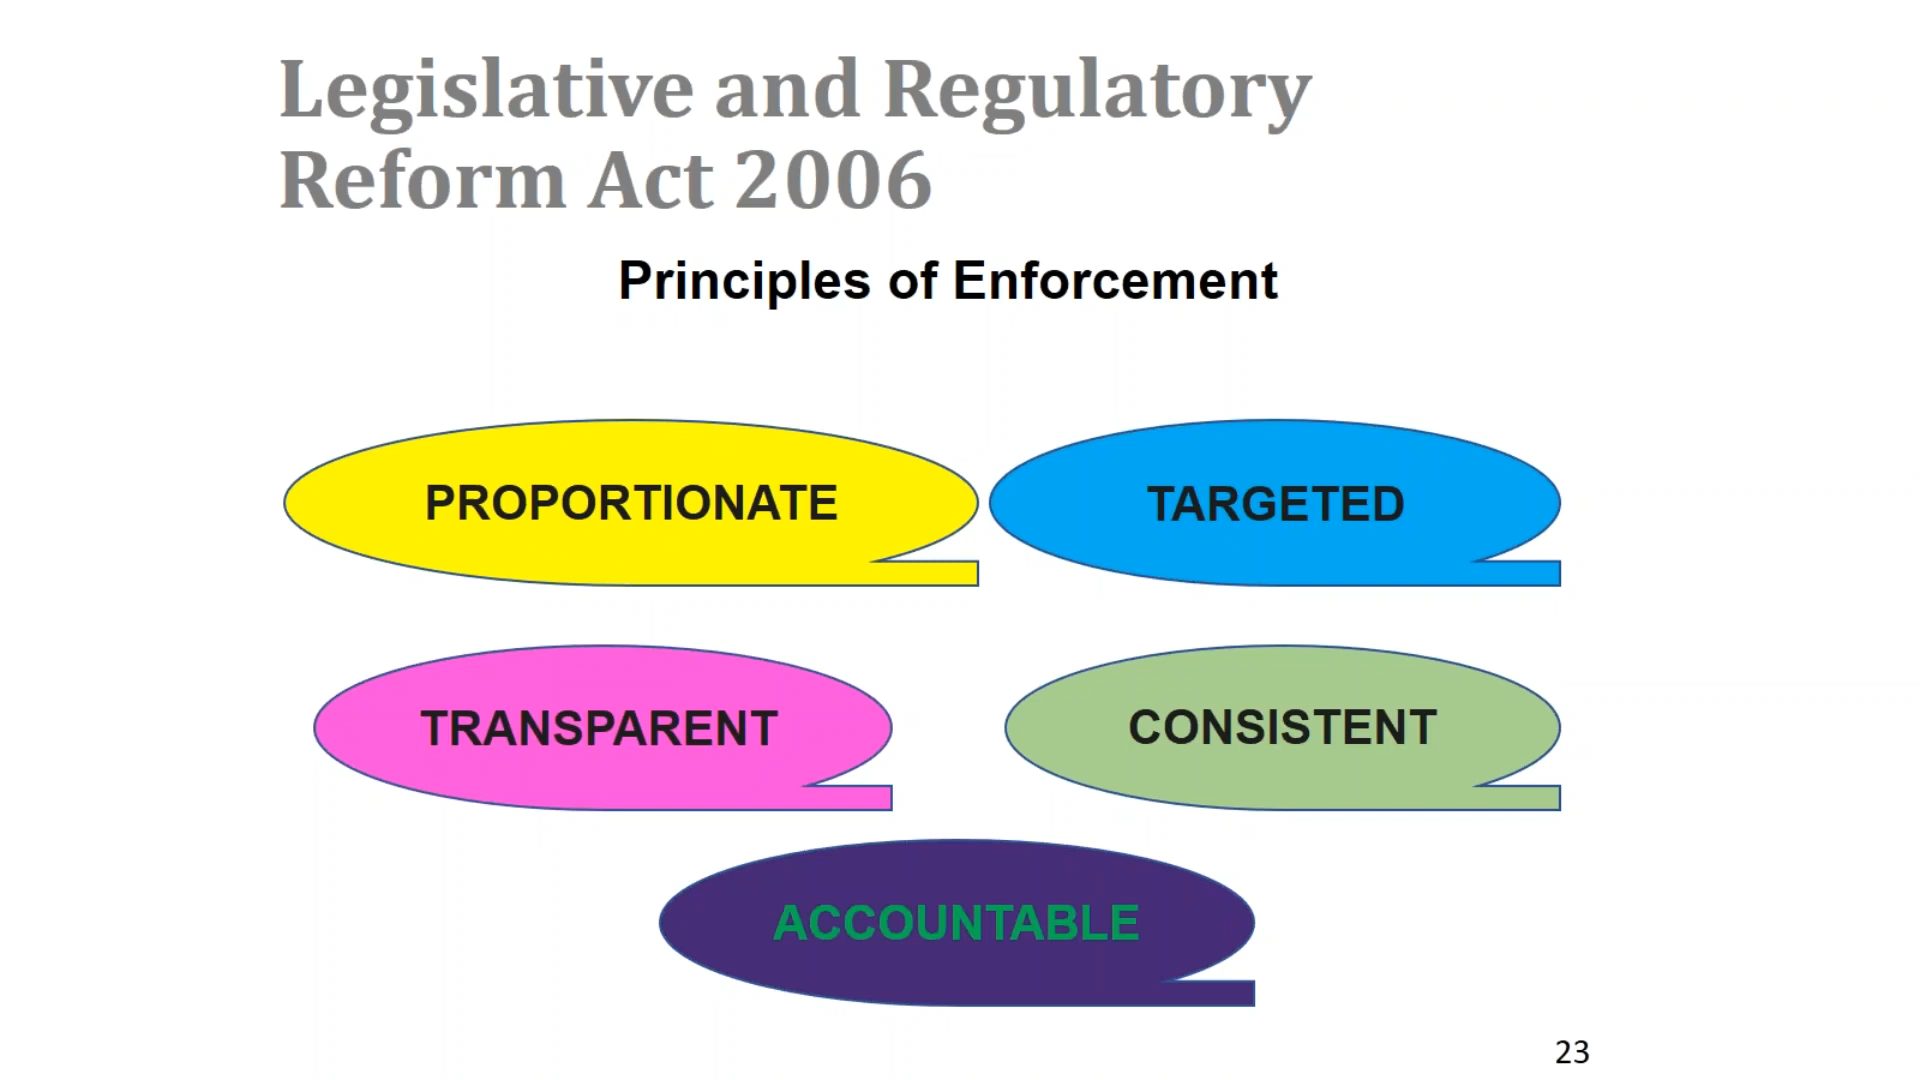 Legislative and Regulatory
Reform Act 2006
Principles of Enforcement
PROPORTIONATE
TARGETED
TRANSPARENT
CONSISTENT
ACCOUNTABLE
23